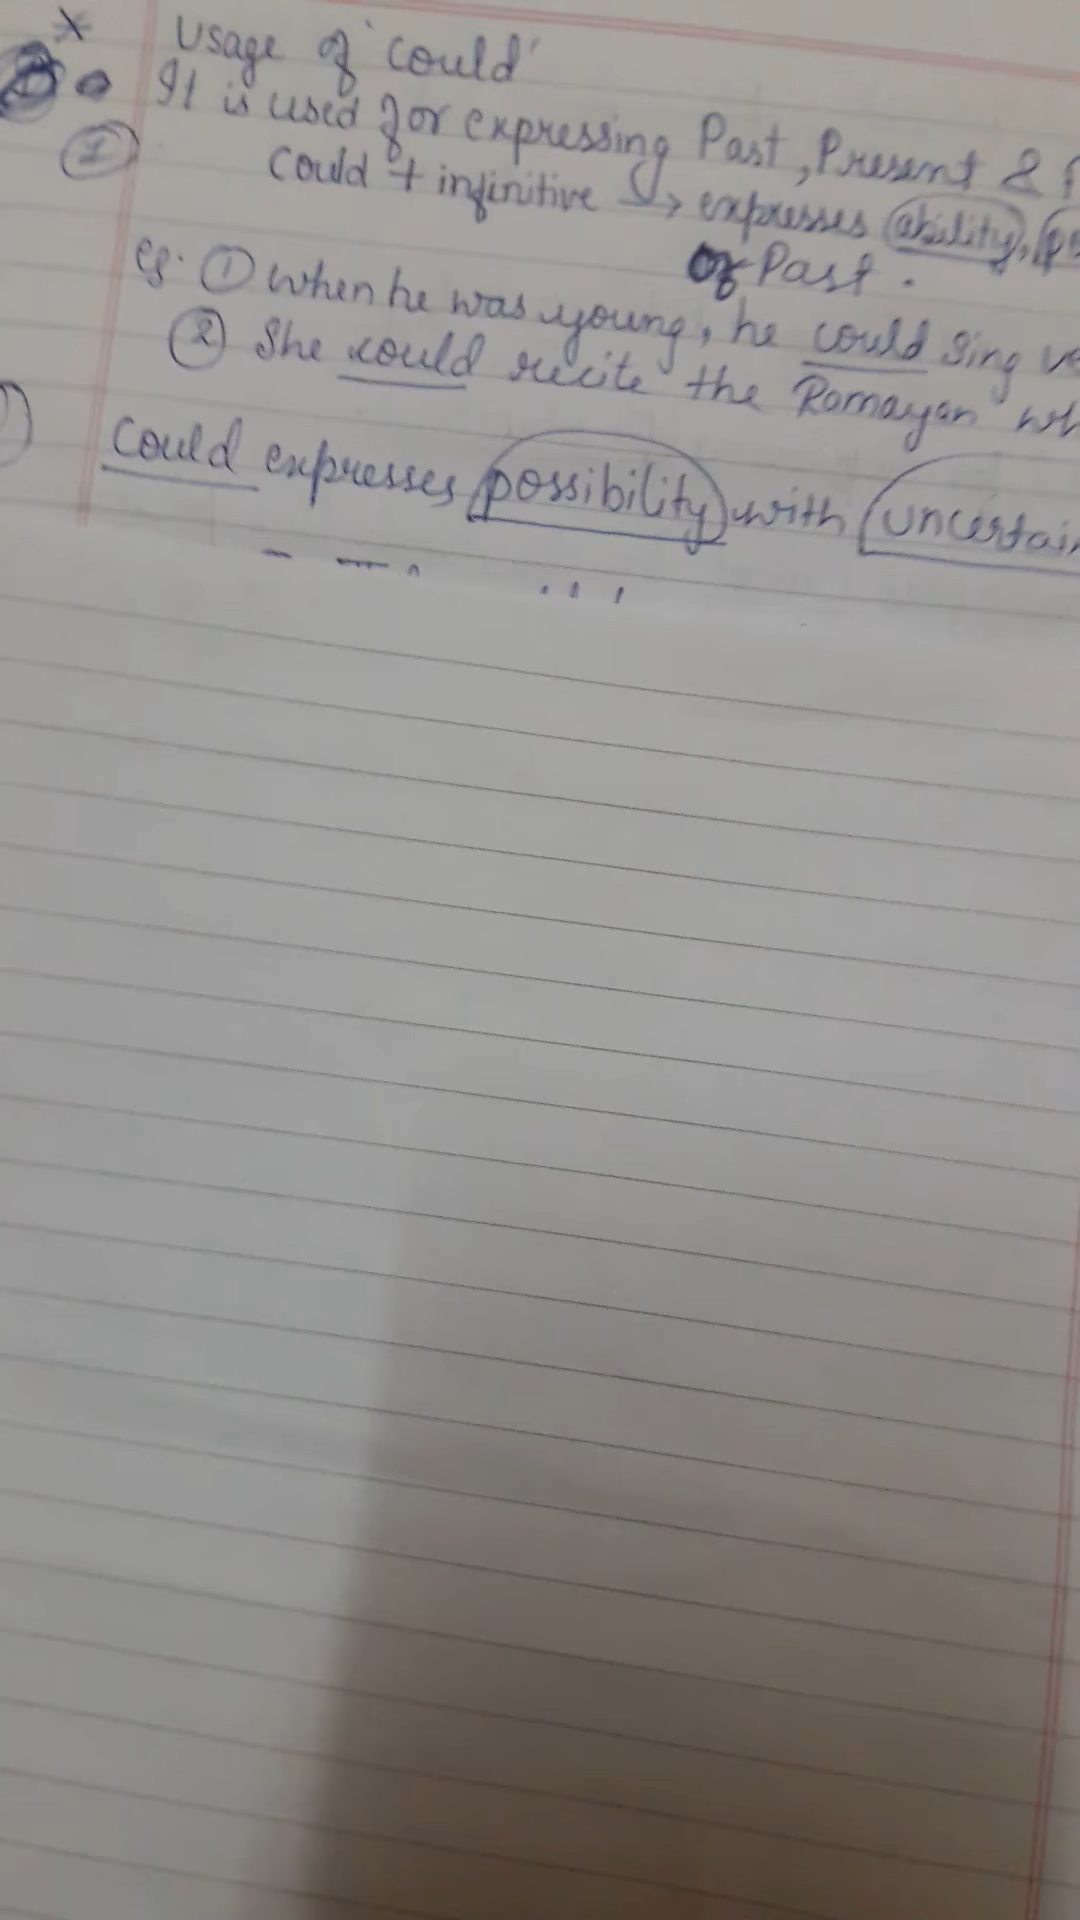 * Usage of 'could'
It is used for expressing Past, Present &
① could + infinitive → expresses ability,
of Past.
eg. ① When he was young, he could sing
② She could recite the Ramayan
could expresses possibility with